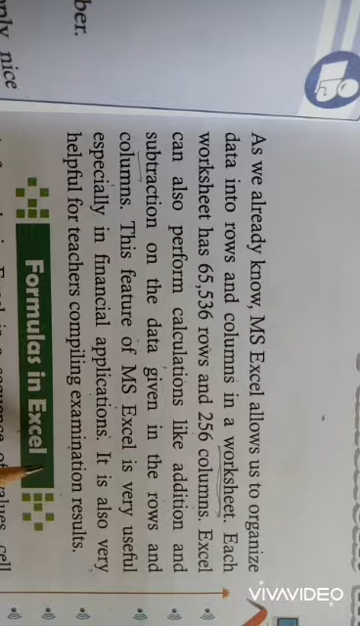 ber.
nice
As we already know, MS Excel allows us to organize
data into rows and columns in a worksheet. Each
worksheet has 65,536 rows and 256 columns. Excel
can also perform calculations like addition and
subtraction on the data given in the rows and
columns. This feature of MS Excel is very useful
especially in financial applications. It is also very
helpful for teachers compiling examination results.
Formulas in Excel
cell
VIVAVIDEO